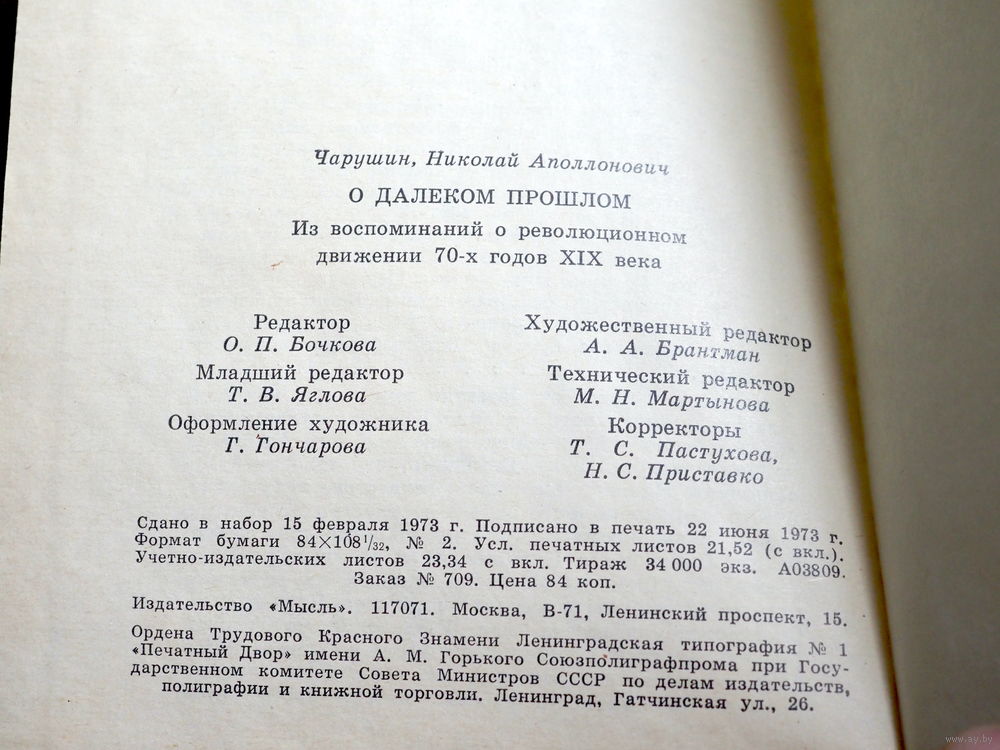 Чарушин, Николай Аполлонович
О ДАЛЕКОМ ПРОШЛОМ
Из воспоминаний о революционном
движении 70-х годов XIX века
Редактор
О. П. Бочкова
Младший редактор
Т. В. Яглова
Оформление художника
Г. Гончарова
Художественный редактор
А. А. Брантман
Технический редактор
М. Н. Мартынова
Корректоры
Т. С. Пастухова,
Н. С. Приставко
Сдано в набор 15 февраля 1973 г. Подписано в печать 22 июня 1973 г.
Формат бумаги 84×108 1/32, № 2. Усл. печатных листов 21,52 (с вкл.).
Учетно-издательских листов 23,34 с вкл. Тираж 34 000 экз. А03809.
Заказ № 709. Цена 84 коп.
Издательство «Мысль». 117071. Москва, В-71, Ленинский проспект, 15.
Ордена Трудового Красного Знамени Ленинградская типография № 1
«Печатный Двор» имени А. М. Горького Союзполиграфпрома при Госу-
дарственном комитете Совета Министров СССР по делам издательств,
полиграфии и книжной торговли. Ленинград, Гатчинская ул., 26.
www.ay.by